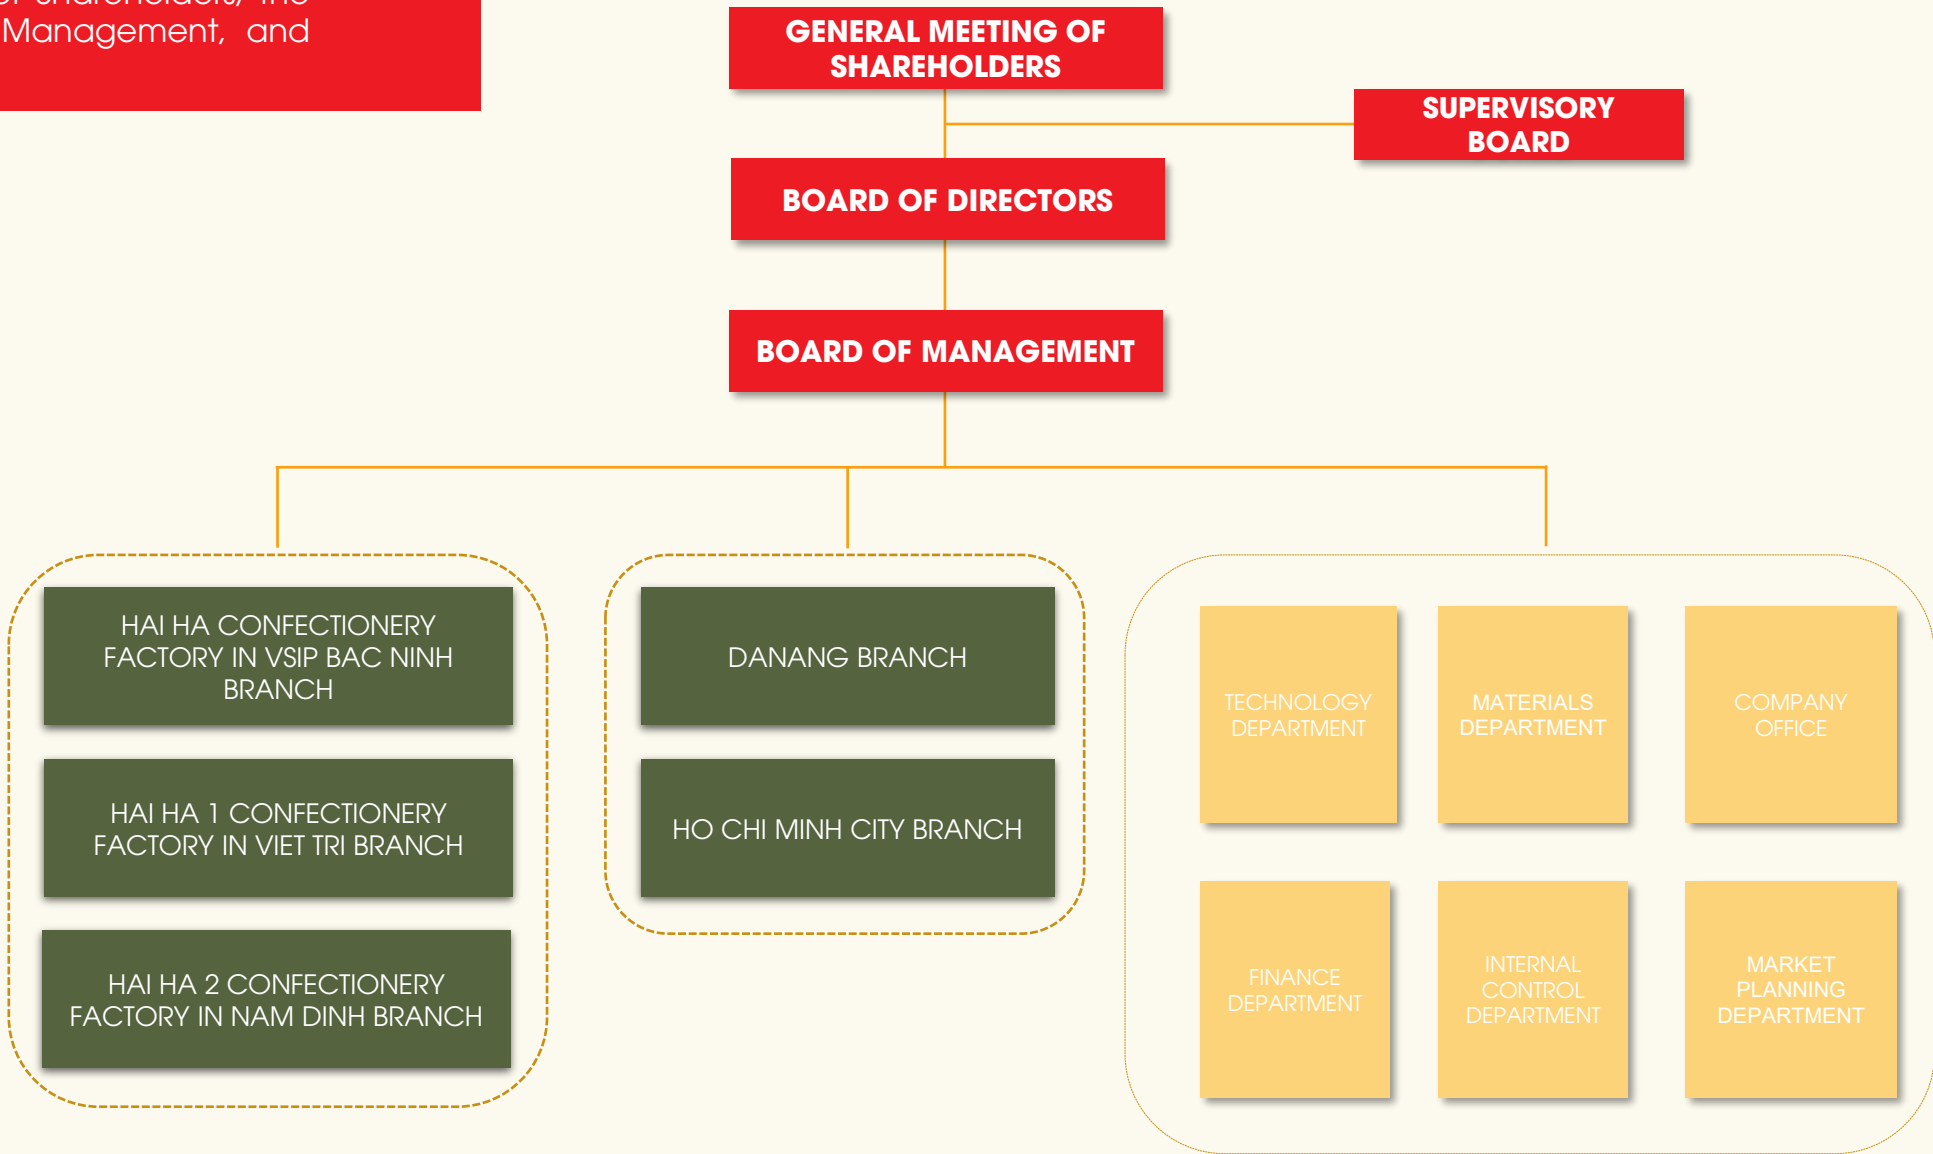 of shareholders, the
Management, and
GENERAL MEETING OF
SHAREHOLDERS
SUPERVISORY
BOARD
BOARD OF DIRECTORS
BOARD OF MANAGEMENT
HAI HA CONFECTIONERY
FACTORY IN VSIP BAC NINH
BRANCH
HAI HA 1 CONFECTIONERY
FACTORY IN VIET TRI BRANCH
HAI HA 2 CONFECTIONERY
FACTORY IN NAM DINH BRANCH
DANANG BRANCH
HO CHI MINH CITY BRANCH
TECHNOLOGY
DEPARTMENT
MATERIALS
DEPARTMENT
COMPANY
OFFICE
FINANCE
DEPARTMENT
INTERNAL
CONTROL
DEPARTMENT
MARKET
PLANNING
DEPARTMENT